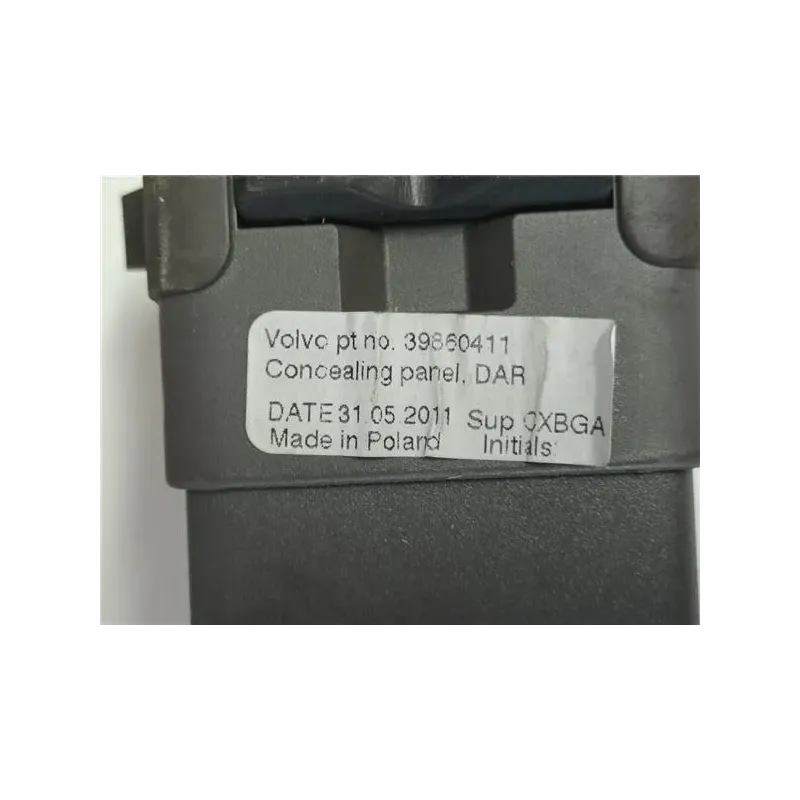 Volvo pt no. 39860411
Concealing panel, DAR
DATE 31.05.2011 Sup CXBGA
Made in Poland Initials: